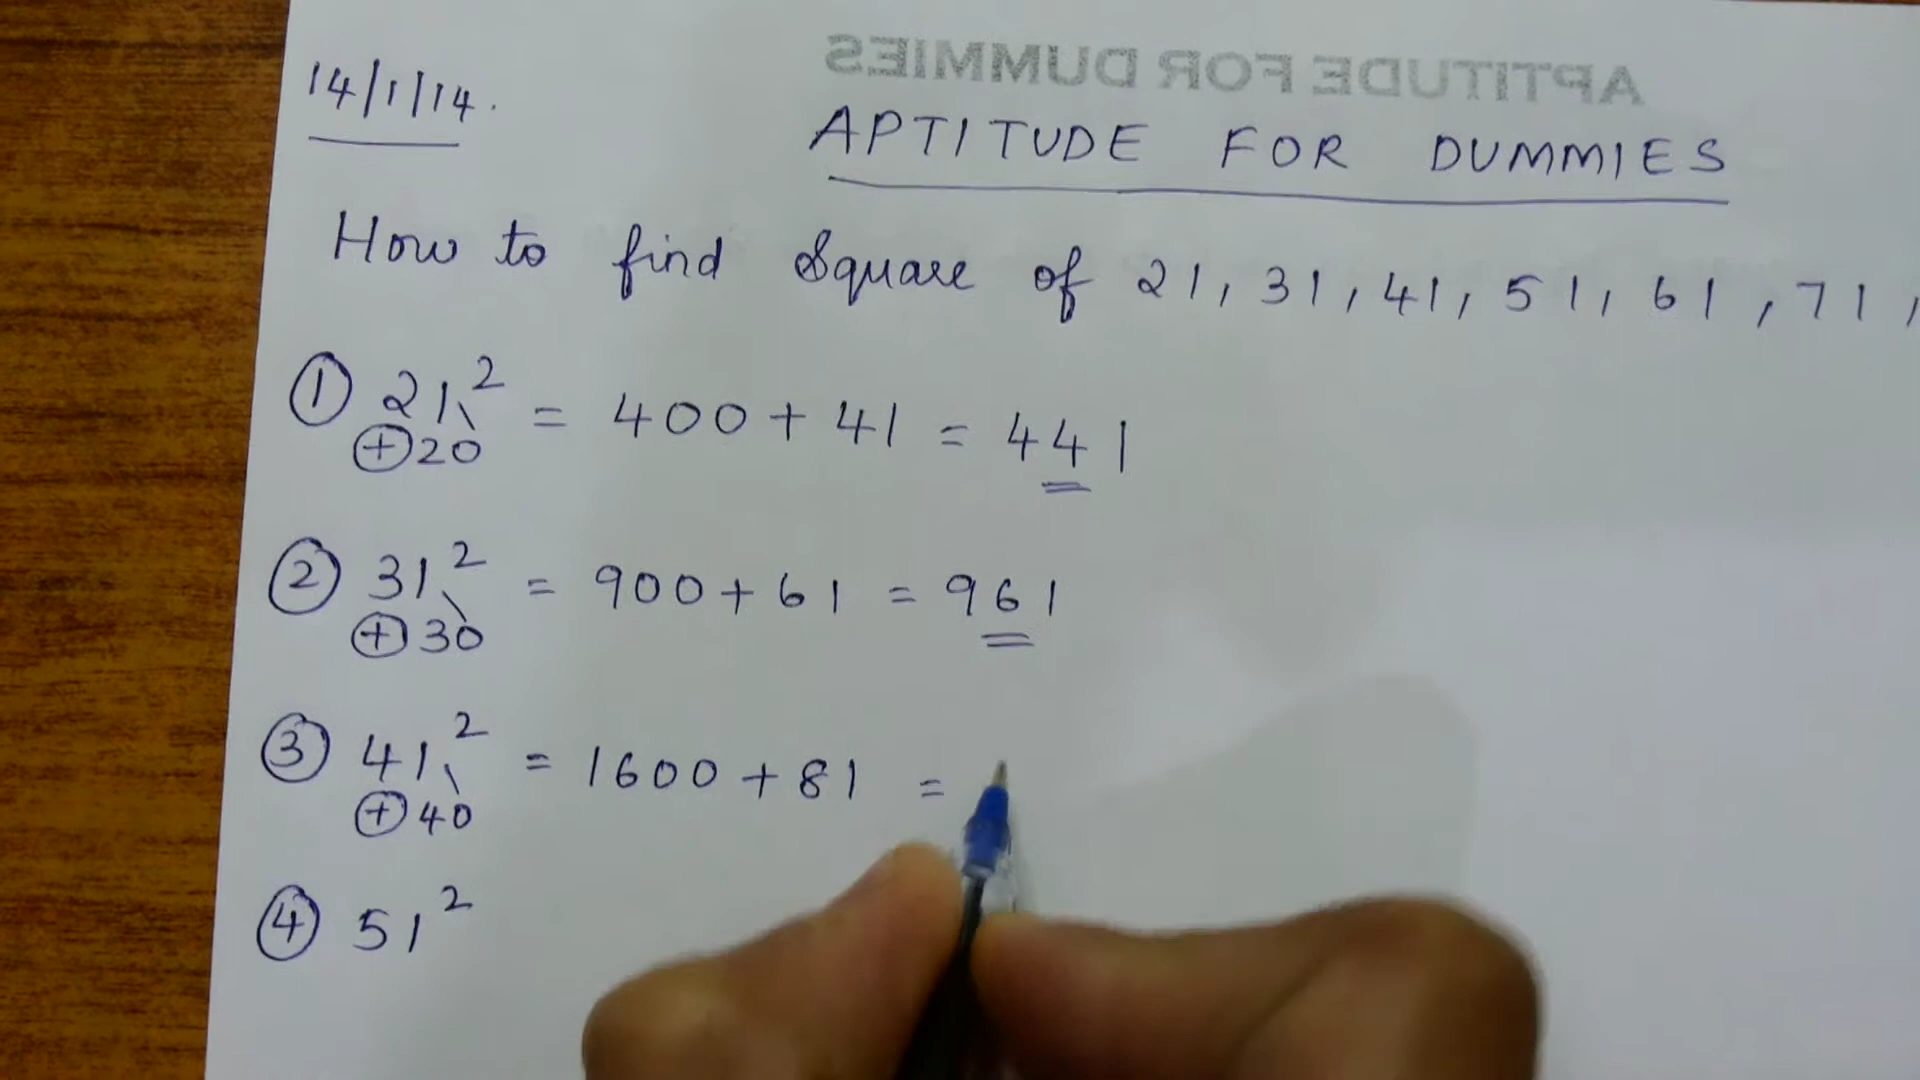 14/1/14.
APTITUDE FOR DUMMIES
APTITUDE FOR DUMMIES
How to find Square of 21, 31, 41, 51, 61, 71,
① 21² = 400 + 41 = 441
⊕20
② 31² = 900 + 61 = 961
⊕30
③ 41² = 1600 + 81 =
⊕40
④ 51²